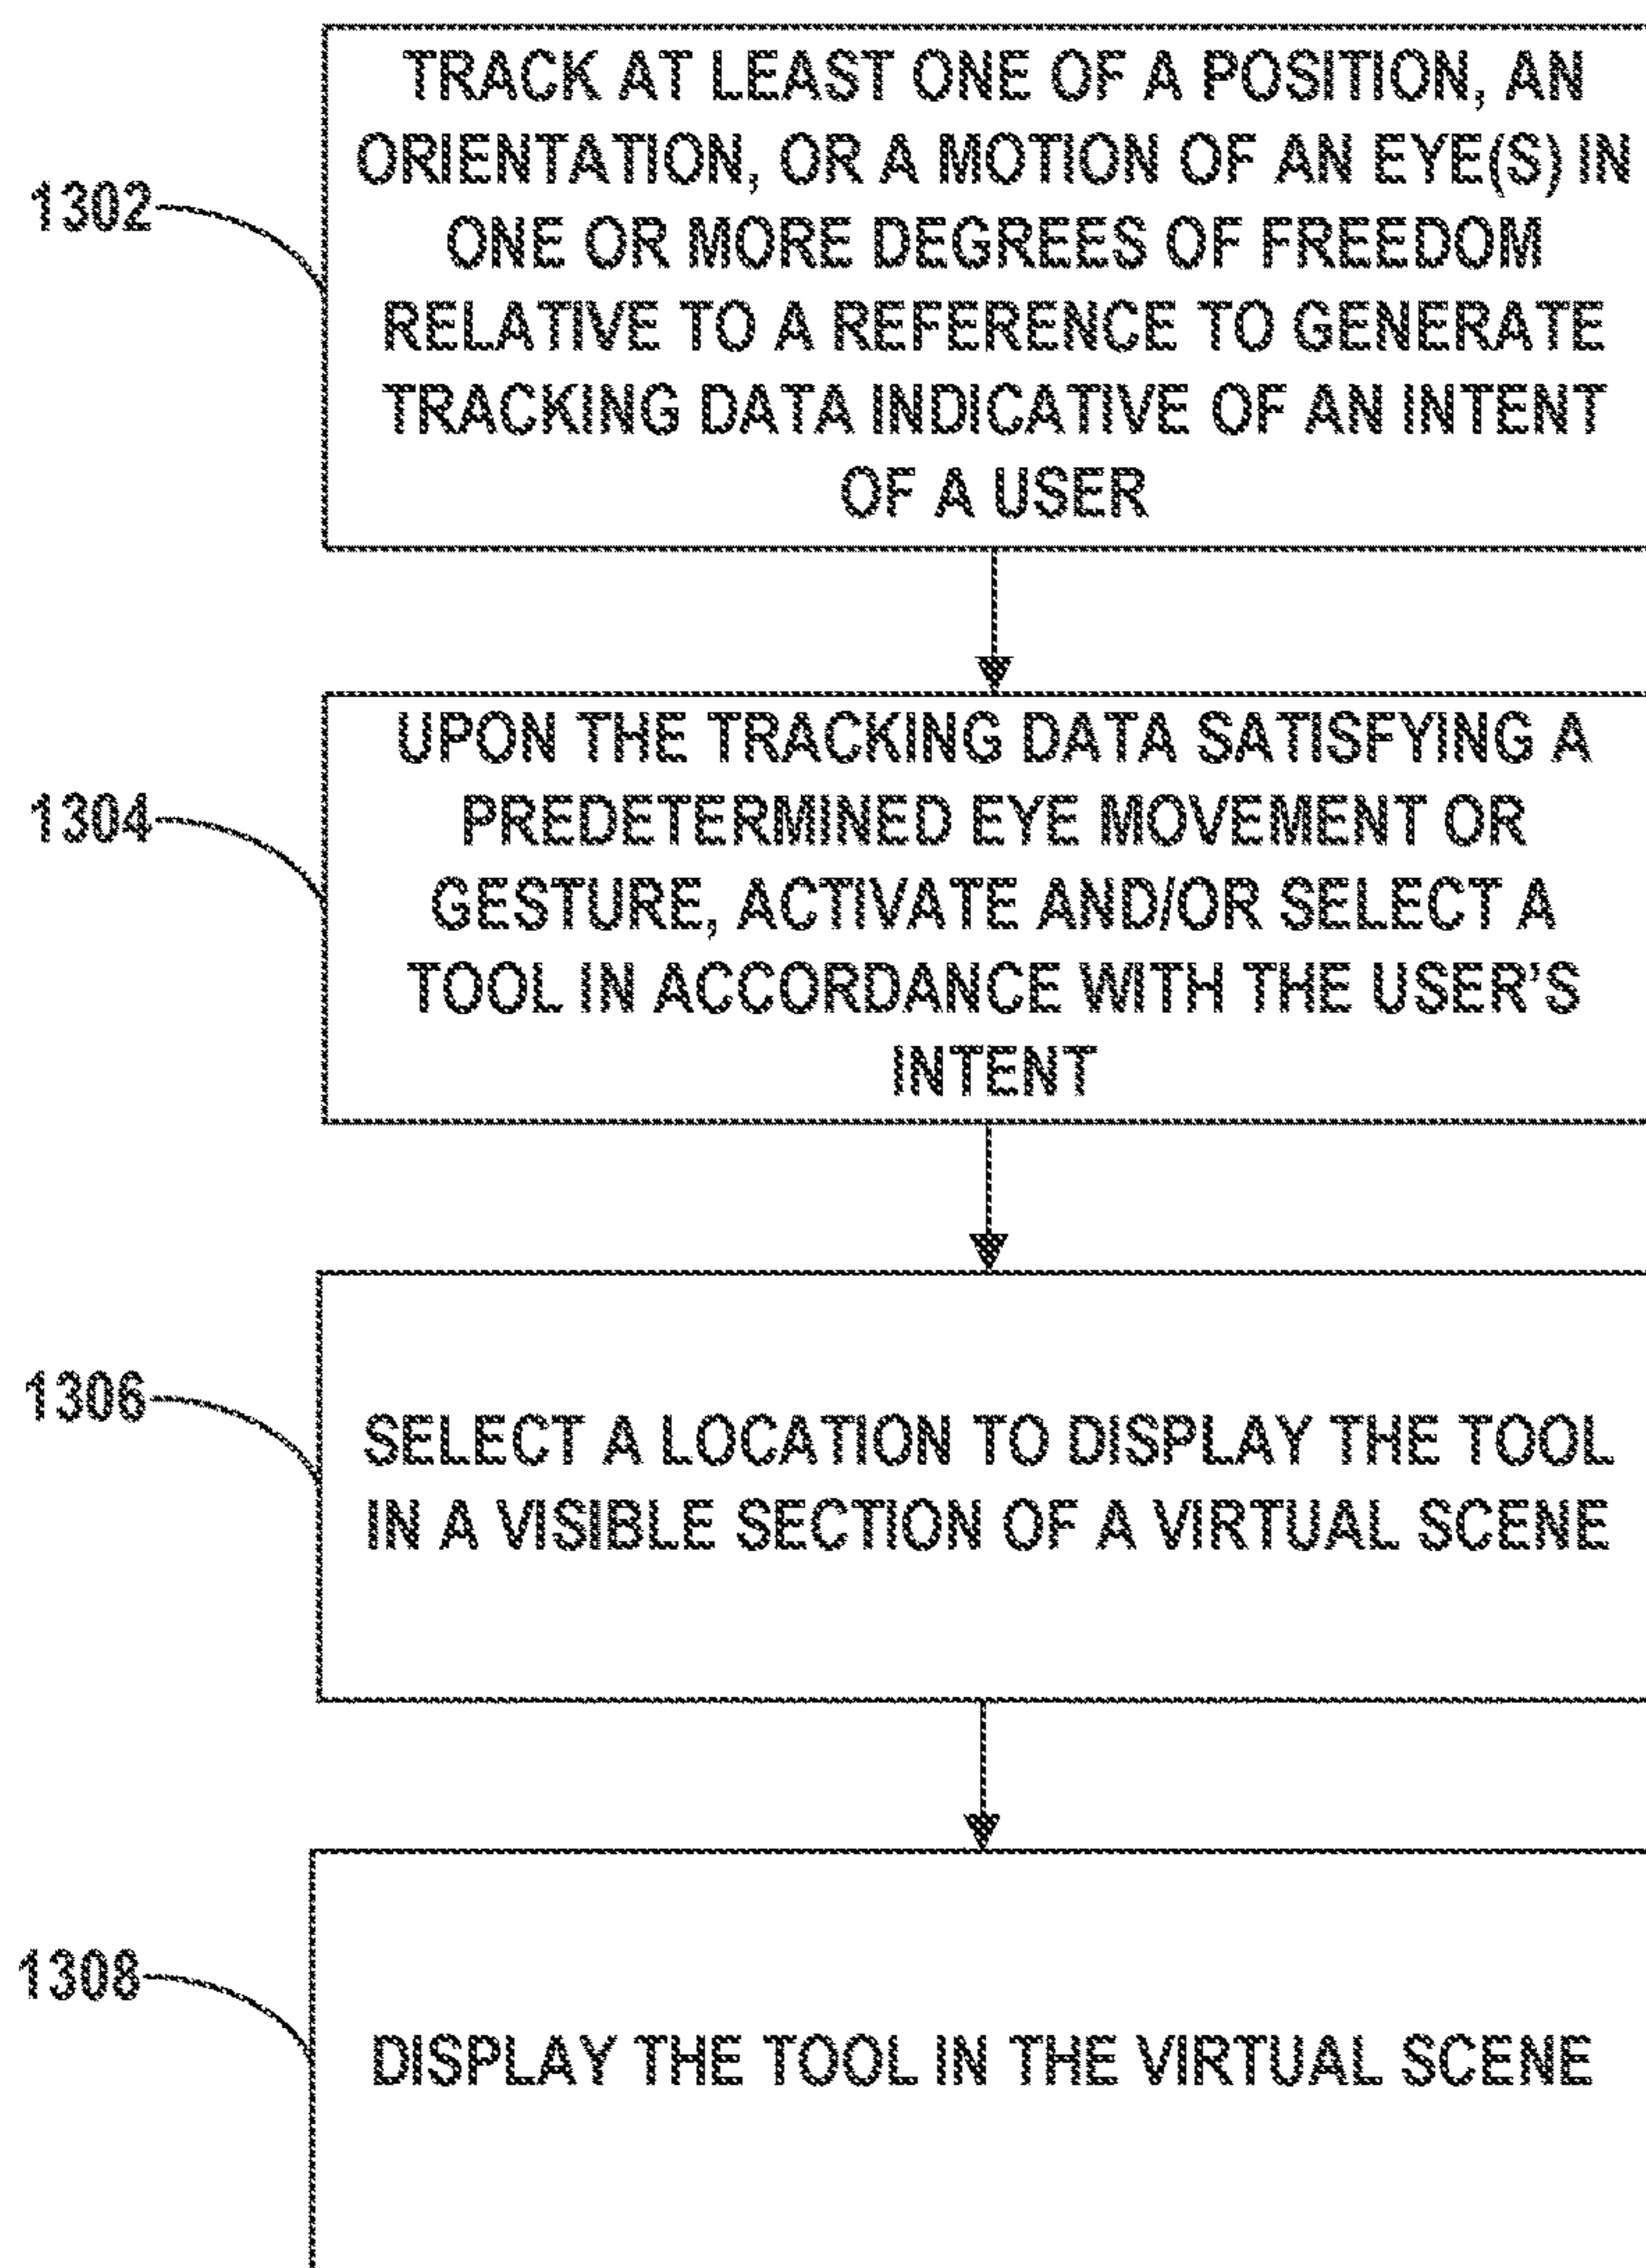 TRACK AT LEAST ONE OF A POSITION, AN
ORIENTATION, OR A MOTION OF AN EYE(S) IN
1302
ONE OR MORE DEGREES OF FREEDOM
RELATIVE TO A REFERENCE TO GENERATE
TRACKING DATA INDICATIVE OF AN INTENT
OF A USER
UPON THE TRACKING DATA SATISFYING A
1304
PREDETERMINED EYE MOVEMENT OR
GESTURE, ACTIVATE AND/OR SELECT A
TOOL IN ACCORDANCE WITH THE USER'S
INTENT
1306
SELECT A LOCATION TO DISPLAY THE TOOL
IN A VISIBLE SECTION OF A VIRTUAL SCENE
1308
DISPLAY THE TOOL IN THE VIRTUAL SCENE